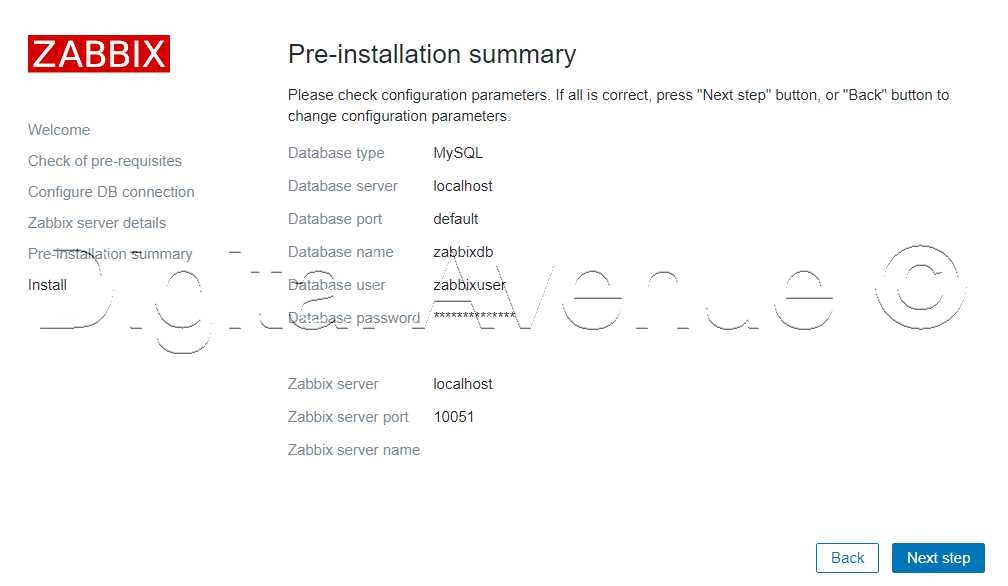 ZABBIX
Welcome
Check of pre-requisites
Configure DB connection
Zabbix server details
Pre-installation summary
Install
Pre-installation summary
Please check configuration parameters. If all is correct, press "Next step" button, or "Back" button to
change configuration parameters.
Database type MySQL
Database server localhost
Database port default
Database name zabbixdb
Database user zabbixuser
Database password **************
Zabbix server localhost
Zabbix server port 10051
Zabbix server name
Digital Avenue ©
Back Next step